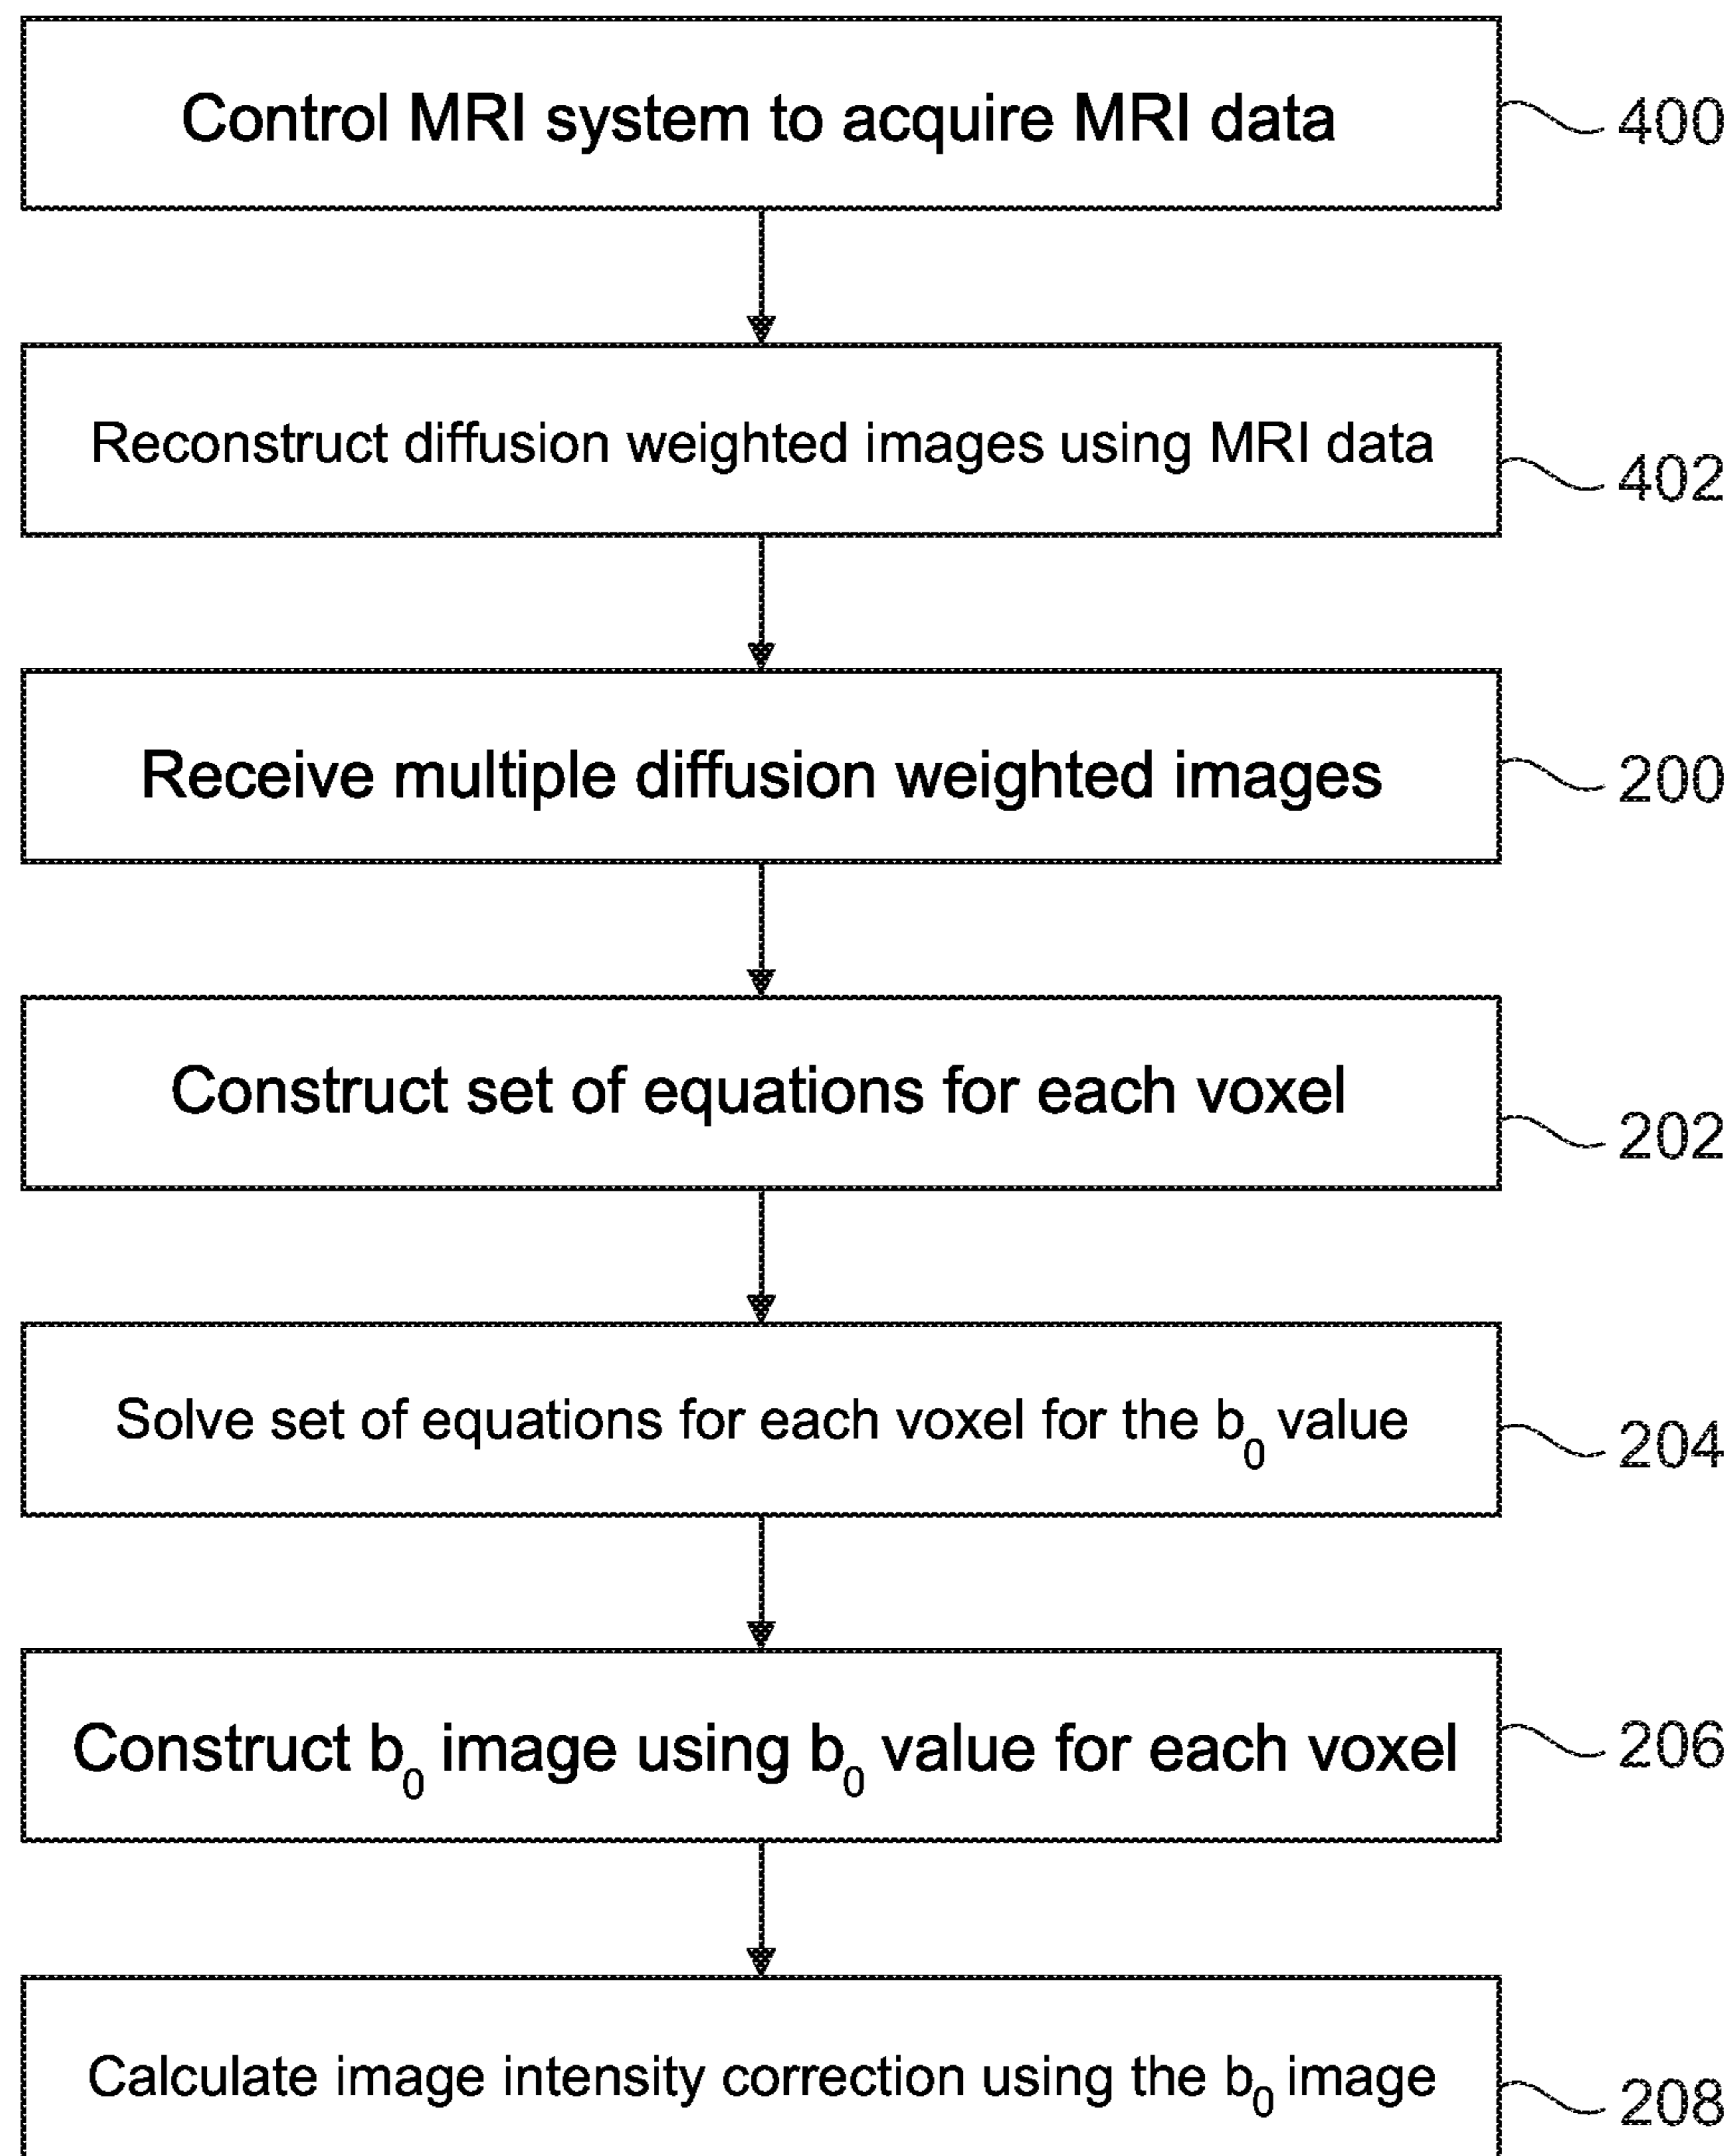 Control MRI system to acquire MRI data
400
Reconstruct diffusion weighted images using MRI data
402
Receive multiple diffusion weighted images
200
Construct set of equations for each voxel
202
Solve set of equations for each voxel for the b₀ value
204
Construct b₀ image using b₀ value for each voxel
206
Calculate image intensity correction using the b₀ image
208